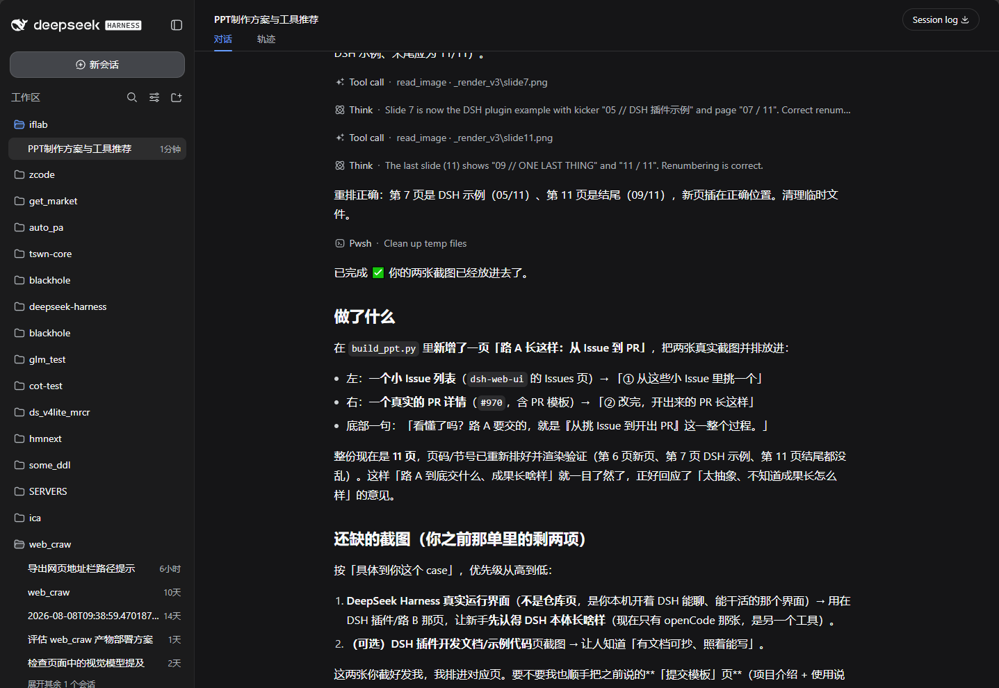 deepseek HARNESS
新会话
工作区
iflab
PPT制作方案与工具推荐 1分钟
zcode
get_market
auto_pa
tswn-core
blackhole
deepseek-harness
blackhole
glm_test
cot-test
ds_v4lite_mrcr
hmnext
some_ddl
SERVERS
ica
web_craw
导出网页地址栏路径提示 6小时
web_craw 10天
2026-08-08T09:38:59.470187... 14天
评估 web_craw 产物部署方案 1天
检查页面中的视觉模型提及 2天
展开其余 1 个会话
PPT制作方案与工具推荐
Session log
对话 轨迹
DSH 示例、末尾应为 11/11）。
Tool call · read_image · _render_v3\slide7.png
Think · Slide 7 is now the DSH plugin example with kicker "05 // DSH 插件示例" and page "07 / 11". Correct renum...
Tool call · read_image · _render_v3\slide11.png
Think · The last slide (11) shows "09 // ONE LAST THING" and "11 / 11". Renumbering is correct.
重排正确：第 7 页是 DSH 示例（05/11）、第 11 页是结尾（09/11），新页插在正确位置。清理临时文
件。
Pwsh · Clean up temp files
已完成 ✅ 你的两张截图已经放进去了。
做了什么
在 build_ppt.py 里新增了一页「路 A 长这样：从 Issue 到 PR」，把两张真实截图并排放进：
• 左：一个小 Issue 列表（dsh-web-ui 的 Issues 页）→「① 从这些小 Issue 里挑一个」
• 右：一个真实的 PR 详情（#970，含 PR 模板）→「② 改完，开出来的 PR 长这样」
• 底部一句：「看懂了吗？路 A 要交的，就是『从挑 Issue 到开出 PR』这一整个过程。」
整份现在是 11 页，页码/节号已重新排好并渲染验证（第 6 页新页、第 7 页 DSH 示例、第 11 页结尾都没
乱）。这样「路 A 到底交什么、成果长啥样」就一目了然了，正好回应了「太抽象、不知道成果长怎么
样」的意见。
还缺的截图（你之前那单里的剩两项）
按「具体到你这个 case」，优先级从高到低：
1. DeepSeek Harness 真实运行界面（不是仓库页，是你本机开着 DSH 能聊、能干活的那个界面）→ 用在
DSH 插件/路 B 那页，让新手先认得 DSH 本体长啥样（现在只有 openCode 那张，是另一个工具）。
2. （可选）DSH 插件开发文档/示例代码页截图 → 让人知道「有文档可抄、照着能写」。
这两张你截好发我，我排进对应页。要不要我也顺手把之前说的**「提交模板」页**（项目介绍 + 使用说